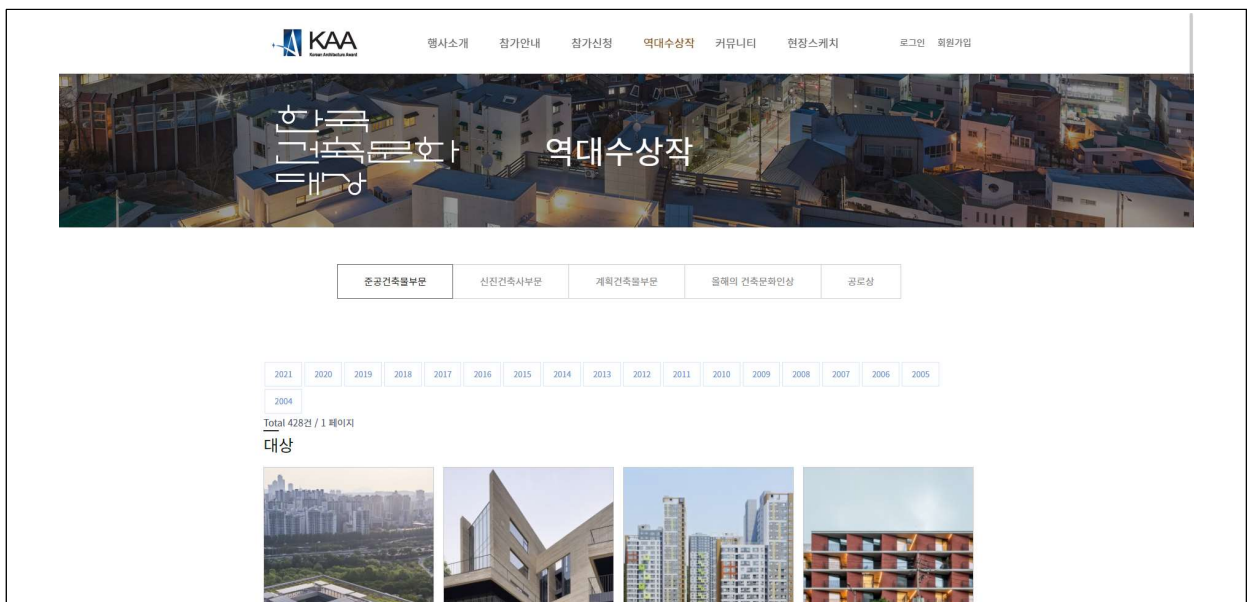 KAA
Korean Architecture Award
행사소개 참가안내 참가신청 역대수상작 커뮤니티 현장스케치 로그인 회원가입
한국
건축문화
대상
역대수상작
준공건축물부문 신진건축사부문 계획건축물부문 올해의 건축문화인상 공로상
2021 2020 2019 2018 2017 2016 2015 2014 2013 2012 2011 2010 2009 2008 2007 2006 2005
2004
Total 428건 / 1 페이지
대상